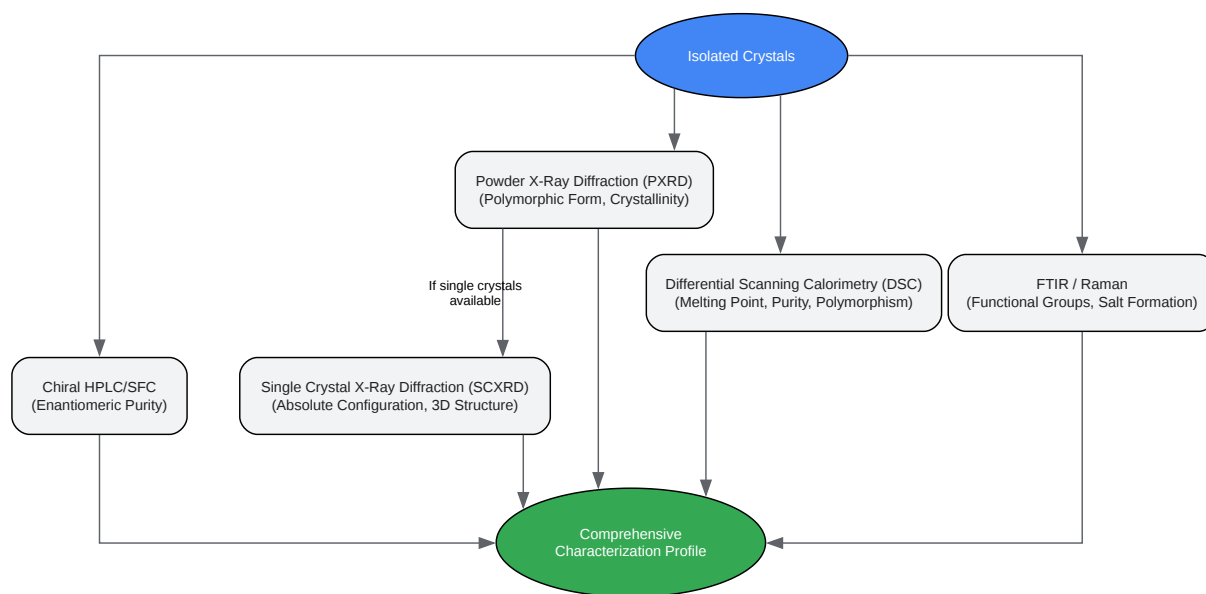 Isolated Crystals
Powder X-Ray Diffraction (PXRD)
(Polymorphic Form, Crystallinity)
If single crystals
available
Differential Scanning Calorimetry (DSC)
(Melting Point, Purity, Polymorphism)
FTIR / Raman
(Functional Groups, Salt Formation)
Chiral HPLC/SFC
(Enantiomeric Purity)
Single Crystal X-Ray Diffraction (SCXRD)
(Absolute Configuration, 3D Structure)
Comprehensive
Characterization Profile